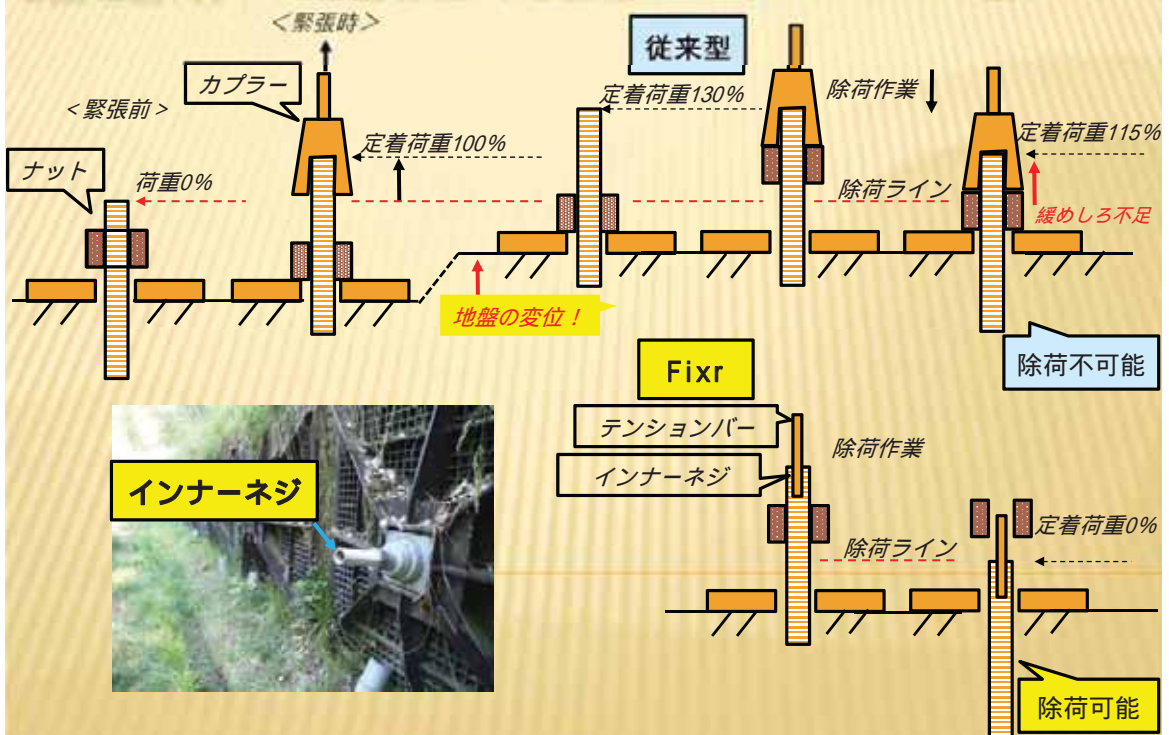 ＜緊張時＞
従来型
カプラー
＜緊張前＞
定着荷重130%
除荷作業
定着荷重100%
定着荷重115%
ナット
荷重0%
除荷ライン
緩めしろ不足
地盤の変位！
除荷不可能
Fixr
テンションバー
インナーネジ
除荷作業
インナーネジ
定着荷重0%
除荷ライン
除荷可能